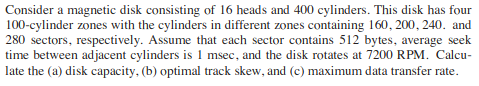 Consider a magnetic disk consisting of 16 heads and 400 cylinders. This disk has four
100-cylinder zones with the cylinders in different zones containing 160, 200, 240. and
280 sectors, respectively. Assume that each sector contains 512 bytes, average seek
time between adjacent cylinders is 1 msec, and the disk rotates at 7200 RPM. Calcu-
late the (a) disk capacity, (b) optimal track skew, and (c) maximum data transfer rate.